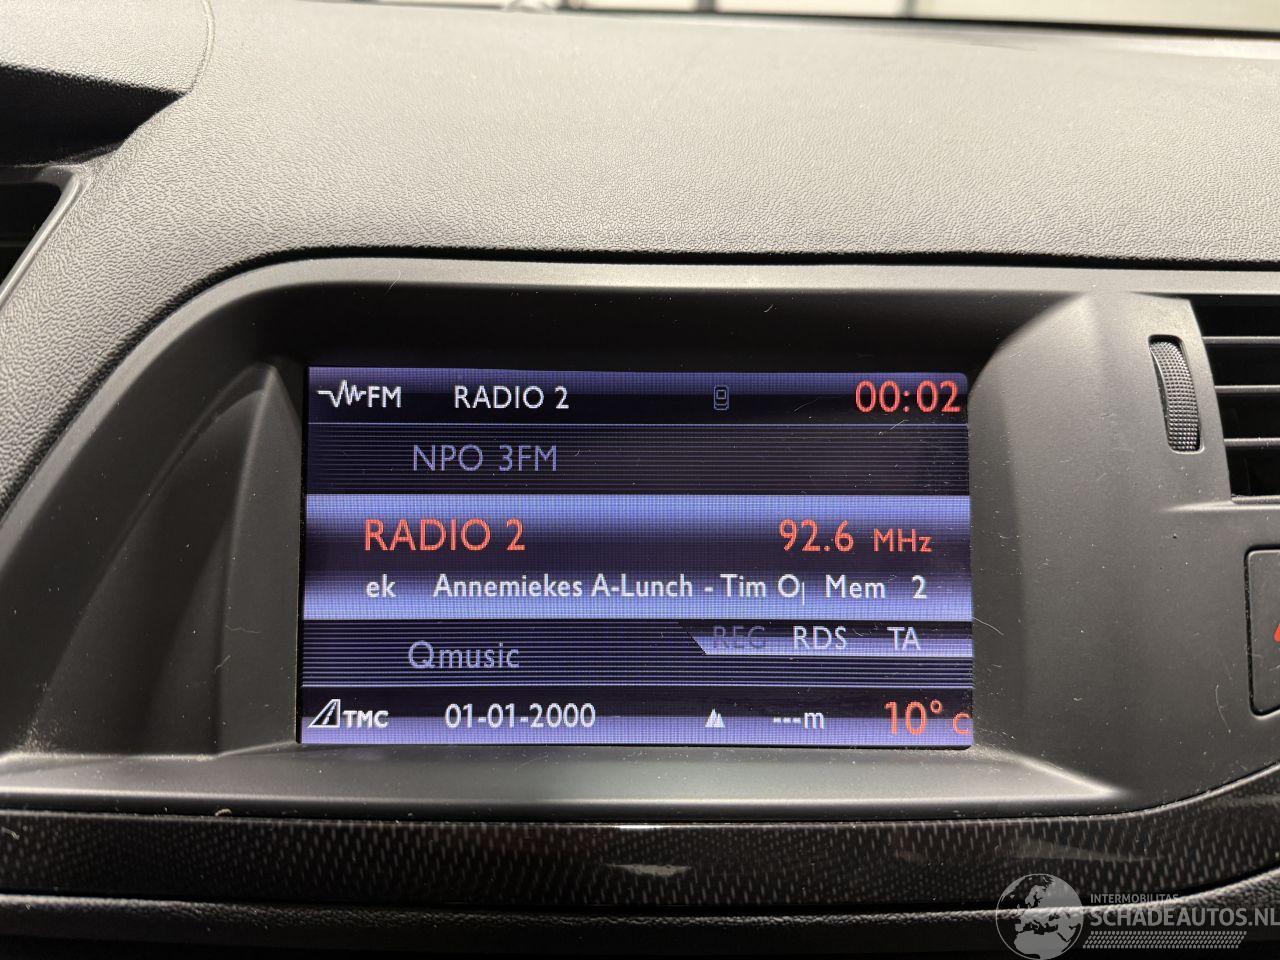 FM RADIO 2 00:02
NPO 3FM
RADIO 2 92.6 MHz
ek Annemiekes A-Lunch - Tim O Mem 2
REG RDS TA
Qmusic
TMC 01-01-2000 ---m 10° C
INTERMOBILITAS
SCHADEAUTOS.NL